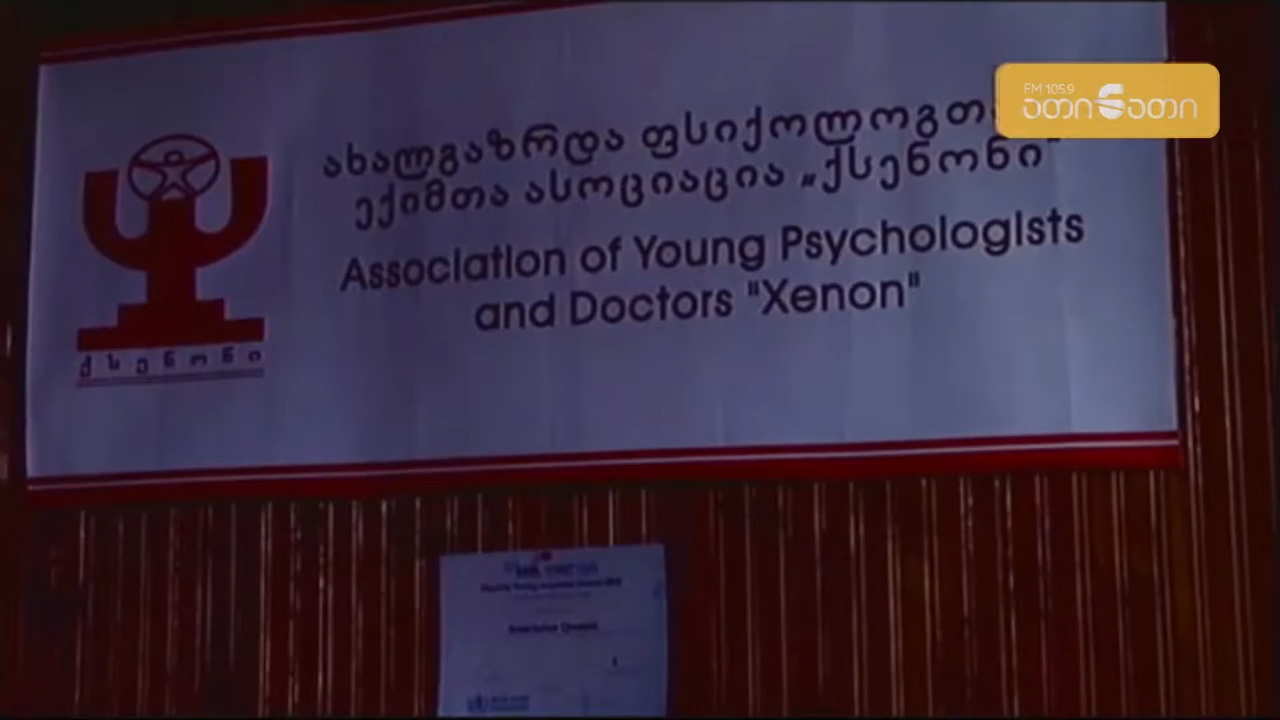 FM 105.9
ათინათი
ახალგაზრდა ფსიქოლოგთა
ექიმთა ასოციაცია „ქსენონი"
Association of Young Psychologists
and Doctors "Xenon"
ქსენონი